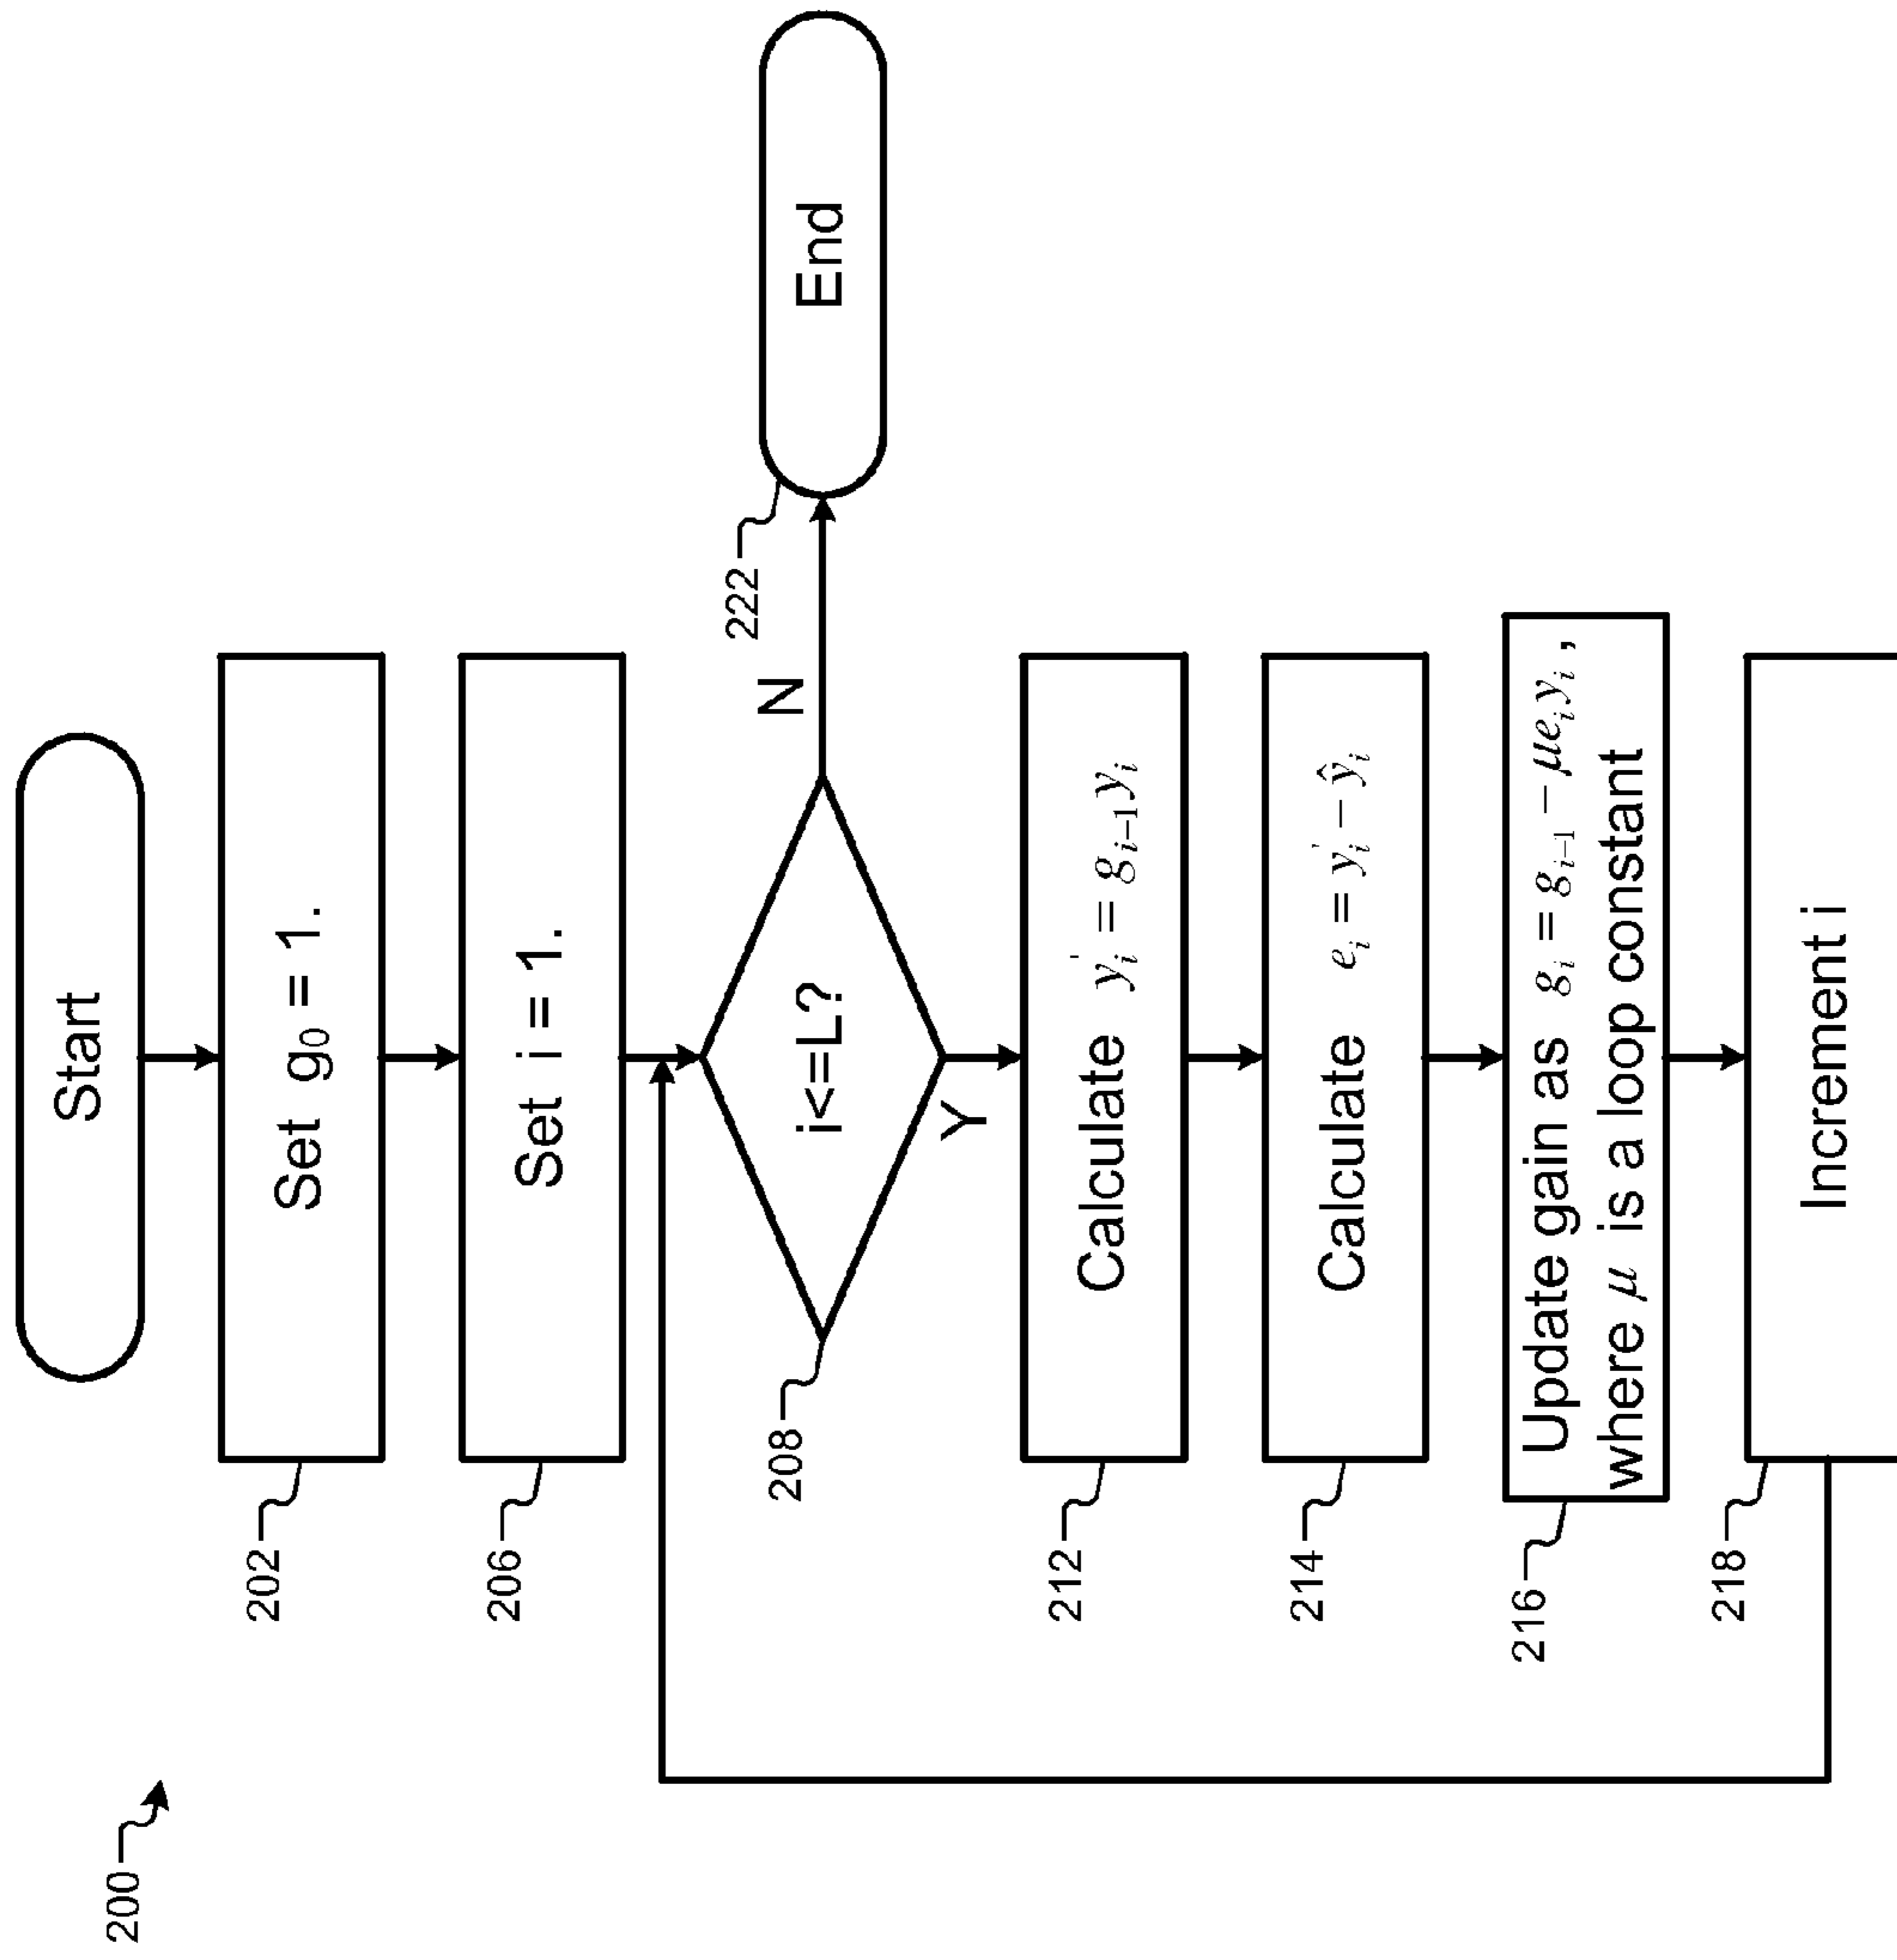 200
Start
202
Set g₀ = 1.
206
Set i = 1.
208
i<=L?
N
222
End
Y
212
Calculate y'ᵢ = gᵢ₋₁yᵢ
214
Calculate eᵢ = y'ᵢ − ŷᵢ
216
Update gain as gᵢ = gᵢ₋₁ − μeᵢyᵢ,
where μ is a loop constant
218
Increment i